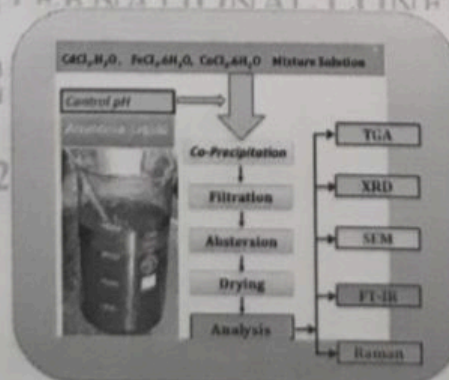 CdCl₂.H₂O, FeCl₃.6H₂O, CoCl₂.6H₂O Mixture Solution
Control pH
Ammonia Liquid
Co-Precipitation
Filtration
Abstersion
Drying
Analysis
TGA
XRD
SEM
FT-IR
Raman